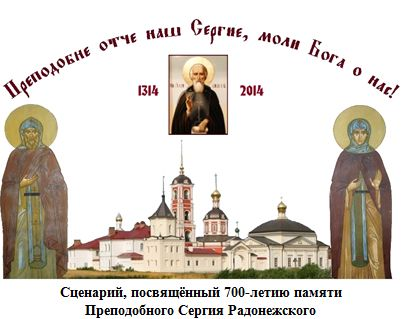 Преподобне отче наш Сергие, моли Бога о нас!
1314 2014
Сценарий, посвящённый 700-летию памяти
Преподобного Сергия Радонежского